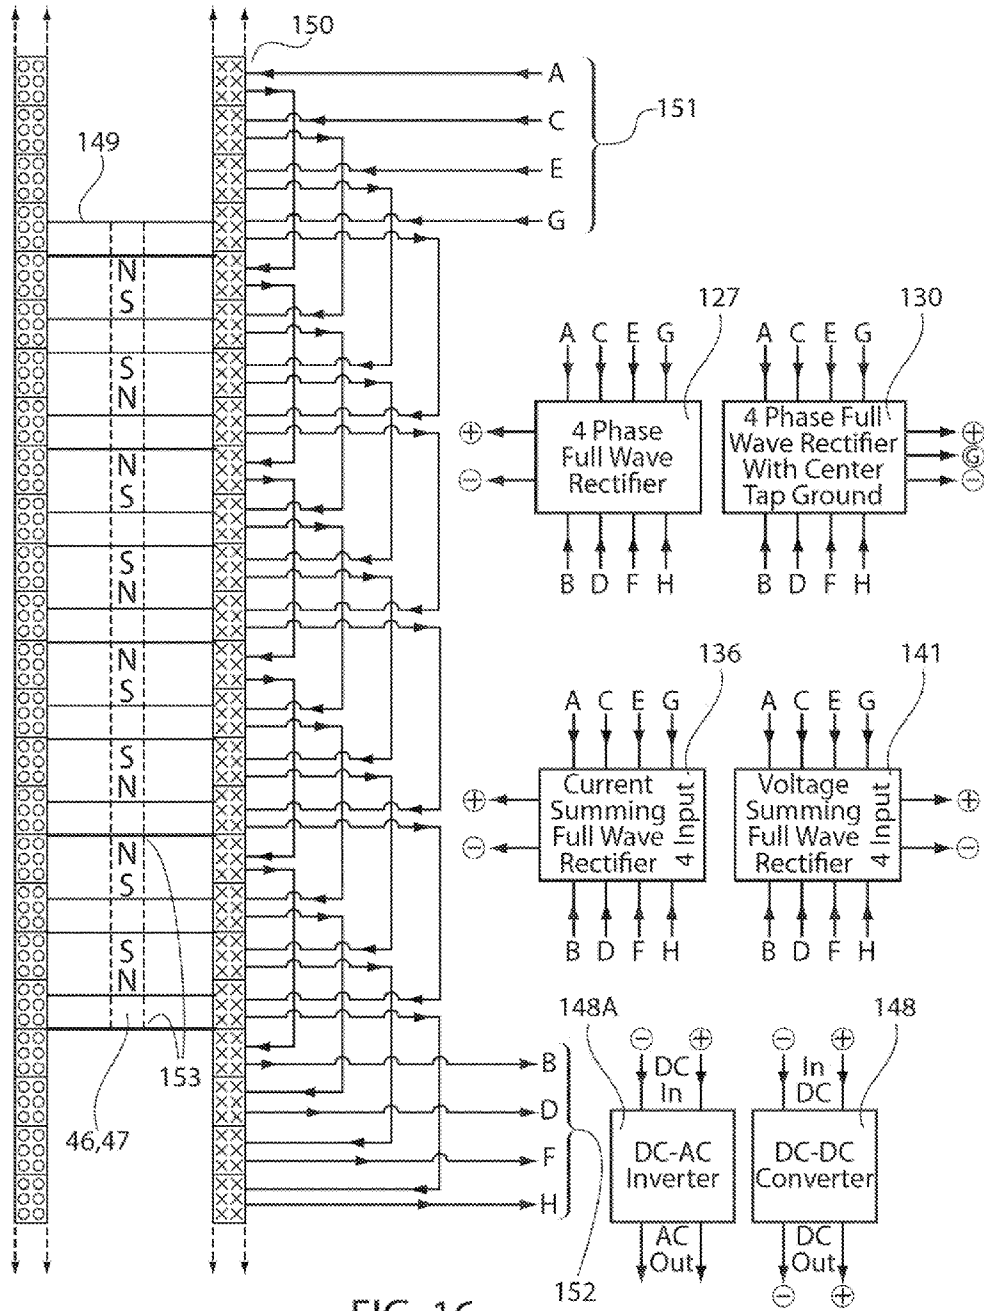 150
A
C
151
149
E
G
N
S
S
N
N
S
S
N
N
S
S
N
N
S
S
N
153
46,47
127
A C E G
4 Phase
Full Wave
Rectifier
⊕
⊖
B D F H
130
A C E G
4 Phase Full
Wave Rectifier
With Center
Tap Ground
⊕
Ⓖ
⊖
B D F H
136
A C E G
Current
Summing
Full Wave
Rectifier
4 Input
⊕
⊖
B D F H
141
A C E G
Voltage
Summing
Full Wave
Rectifier
4 Input
⊕
⊖
B D F H
B
D
F
H
152
148A
⊖ ⊕
DC
In
DC-AC
Inverter
AC
Out
148
⊖ ⊕
In
DC
DC-DC
Converter
DC
Out
⊖ ⊕
FIG. 16